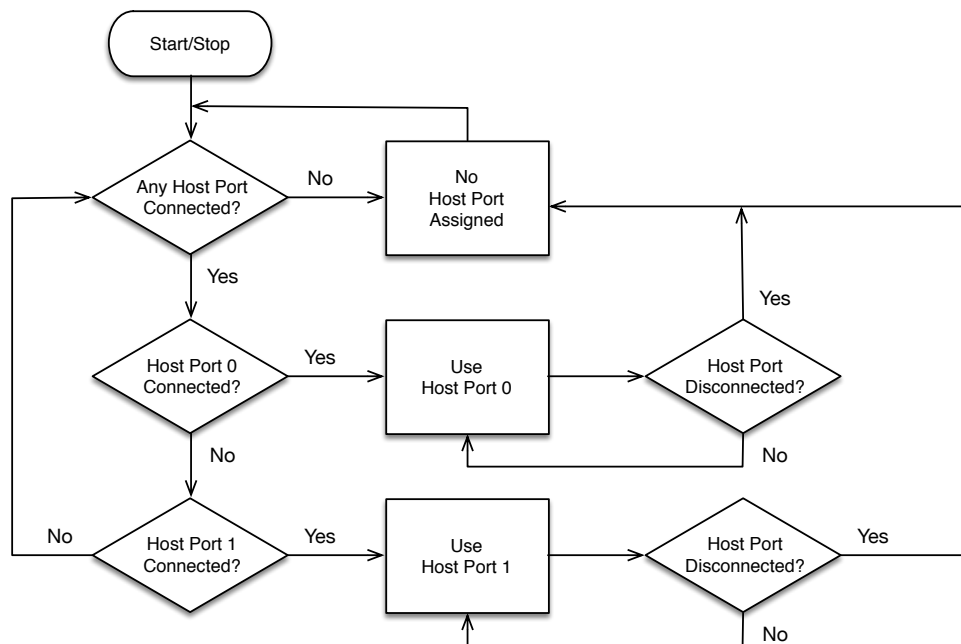 Start/Stop
Any Host Port
Connected?
No
No
Host Port
Assigned
Yes
Yes
Host Port 0
Connected?
Yes
Use
Host Port 0
Host Port
Disconnected?
No
No
No
Host Port 1
Connected?
Yes
Use
Host Port 1
Host Port
Disconnected?
Yes
No